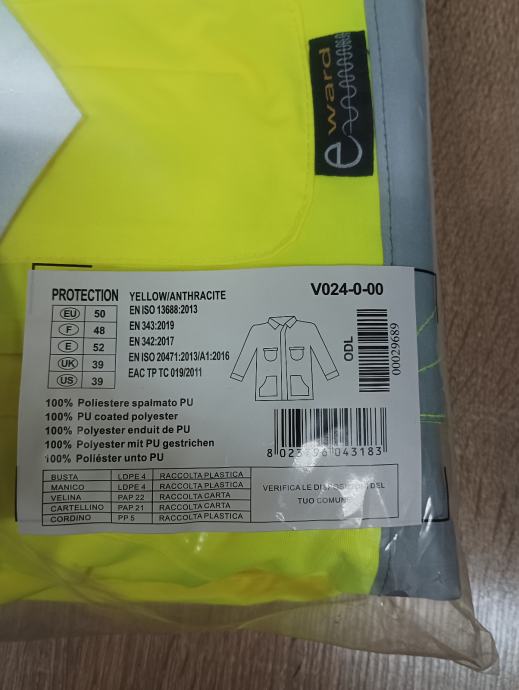 e ward
PROTECTION YELLOW/ANTHRACITE V024-0-00
EU 50
F 48
E 52
UK 39
US 39
EN ISO 13688:2013
EN 343:2019
EN 342:2017
EN ISO 20471:2013/A1:2016
EAC TP TC 019/2011
ODL
00029689
100% Poliestere spalmato PU
100% PU coated polyester
100% Polyester enduit de PU
100% Polyester mit PU gestrichen
100% Poliéster unto PU
BUSTA LDPE 4 RACCOLTA PLASTICA
MANICO LDPE 4 RACCOLTA PLASTICA
VELINA PAP 22 RACCOLTA CARTA
CARTELLINO PAP 21 RACCOLTA CARTA
CORDINO PP 5 RACCOLTA PLASTICA
VERIFICA LE DISPOSIZIONI DEL
TUO COMUNE